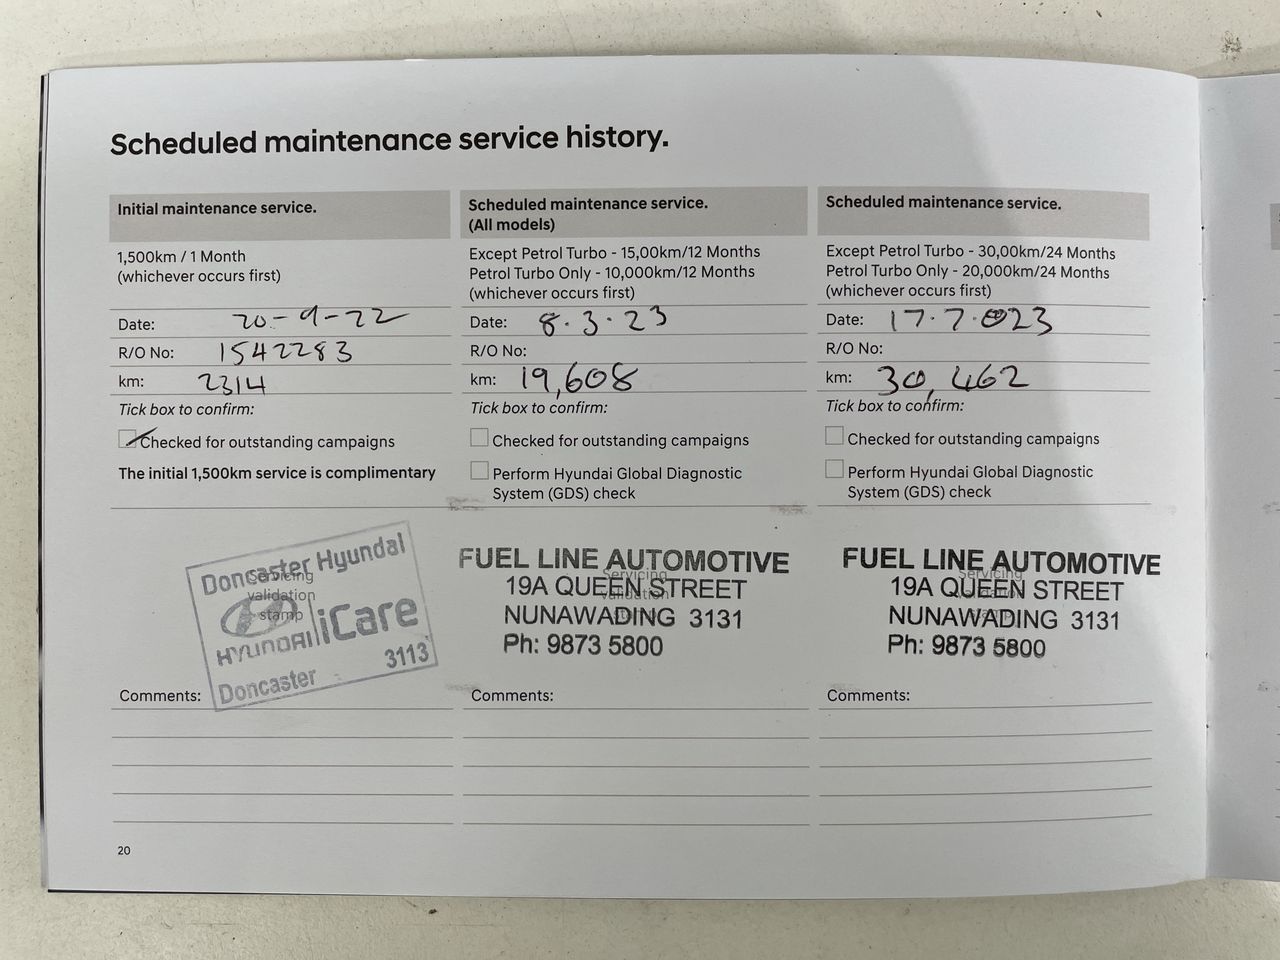 Scheduled maintenance service history.
Initial maintenance service.
1,500km / 1 Month
(whichever occurs first)
Date: 20-9-22
R/O No: 1542283
km: 2314
Tick box to confirm:
Checked for outstanding campaigns
The initial 1,500km service is complimentary
Servicing
validation
stamp
Doncaster Hyundai
HYUNDAI iCare
Doncaster 3113
Comments:
Scheduled maintenance service.
(All models)
Except Petrol Turbo - 15,00km/12 Months
Petrol Turbo Only - 10,000km/12 Months
(whichever occurs first)
Date: 8.3.23
R/O No:
km: 19,608
Tick box to confirm:
Checked for outstanding campaigns
Perform Hyundai Global Diagnostic
System (GDS) check
Servicing
validation
FUEL LINE AUTOMOTIVE
19A QUEEN STREET
NUNAWADING 3131
Ph: 9873 5800
Comments:
Scheduled maintenance service.
Except Petrol Turbo - 30,00km/24 Months
Petrol Turbo Only - 20,000km/24 Months
(whichever occurs first)
Date: 17.7.023
R/O No:
km: 30,462
Tick box to confirm:
Checked for outstanding campaigns
Perform Hyundai Global Diagnostic
System (GDS) check
Servicing
FUEL LINE AUTOMOTIVE
19A QUEEN STREET
NUNAWADING 3131
Ph: 9873 5800
Comments:
20